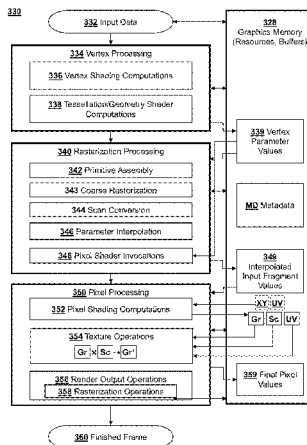 330
332 Input Data
328
Graphics Memory
(Resources, Buffers)
334 Vertex Processing
336 Vertex Shading Computations
338 Tessellation/Geometry Shader
Computations
339 Vertex
Parameter
Values
340 Rasterization Processing
342 Primitive Assembly
343 Coarse Rasterization
344 Scan Conversion
346 Parameter Interpolation
348 Pixel Shader Invocations
MD Metadata
349
Interpolated
Input Fragment
Values
350 Pixel Processing
352 Pixel Shading Computations
XY UV
Gr Sc UV
354 Texture Operations
Gr x Sc → Gr'
356 Render Output Operations
358 Rasterization Operations
359 Final Pixel
Values
360 Finished Frame